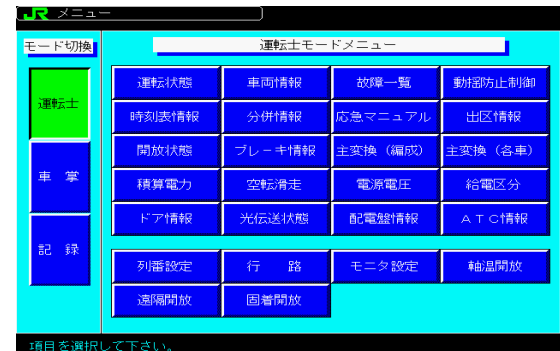 JR メニュー
モード切換
運転士モードメニュー
運転士
車掌
記録
運転状態 車両情報 故障一覧 動揺防止制御
時刻表情報 分併情報 応急マニュアル 出区情報
開放状態 ブレーキ情報 主変換（編成） 主変換（各車）
積算電力 空転滑走 電源電圧 給電区分
ドア情報 光伝送状態 配電盤情報 ＡＴＣ情報
列番設定 行路 モニタ設定 軸温開放
遠隔開放 固着開放
項目を選択して下さい。